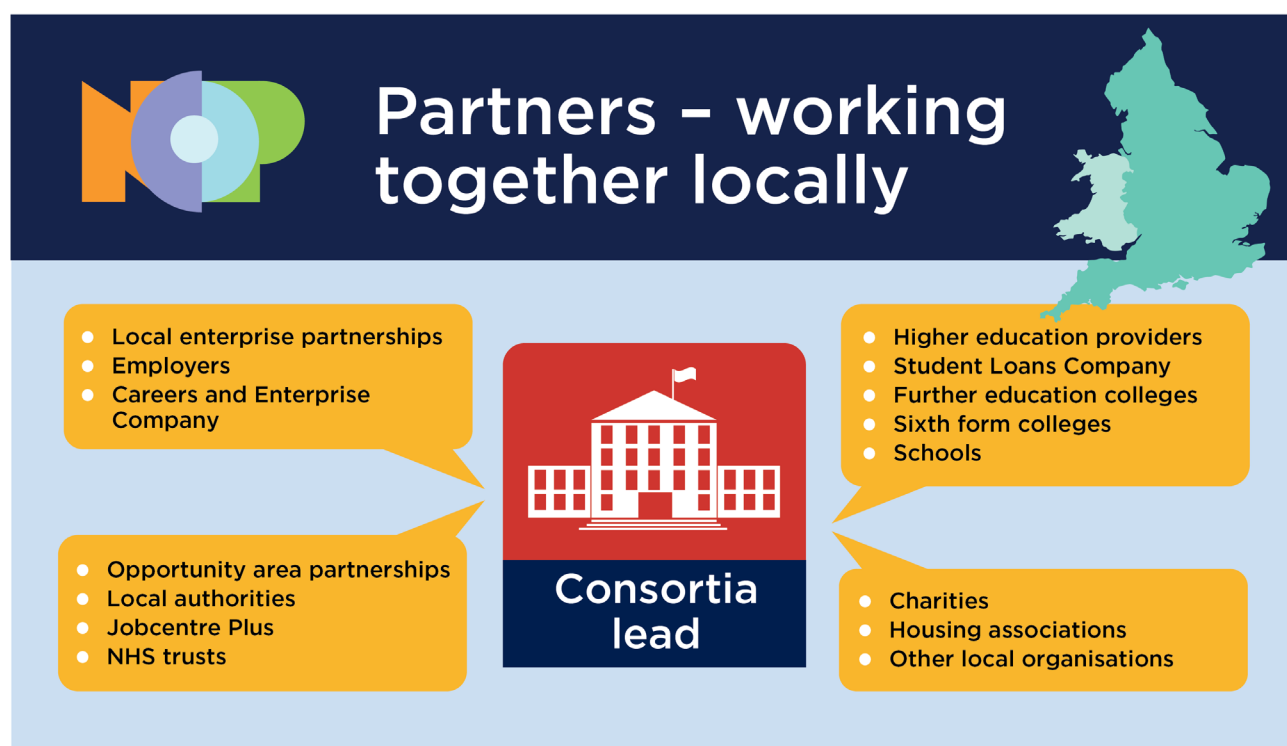 NCOP
Partners – working
together locally
Local enterprise partnerships
Employers
Careers and Enterprise
Company
Higher education providers
Student Loans Company
Further education colleges
Sixth form colleges
Schools
Consortia
lead
Opportunity area partnerships
Local authorities
Jobcentre Plus
NHS trusts
Charities
Housing associations
Other local organisations